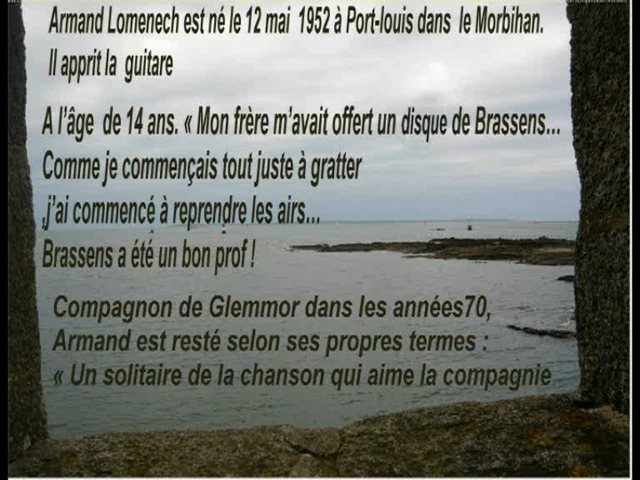 Armand Lomenech est né le 12 mai 1952 à Port-louis dans le Morbihan.
Il apprit la guitare
A l'âge de 14 ans. « Mon frère m'avait offert un disque de Brassens...
Comme je commençais tout juste à gratter
,j'ai commencé à reprendre les airs...
Brassens a été un bon prof !
Compagnon de Glemmor dans les années70,
Armand est resté selon ses propres termes :
« Un solitaire de la chanson qui aime la compagnie